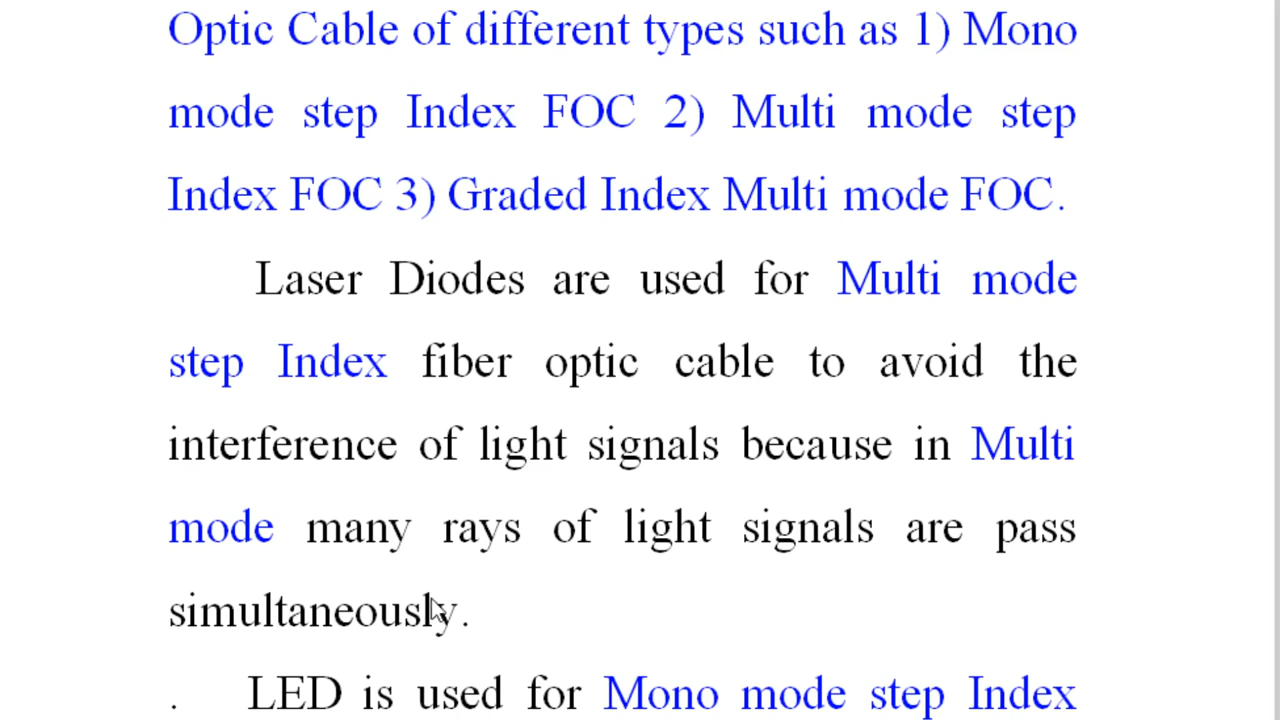 Optic Cable of different types such as 1) Mono
mode step Index FOC 2) Multi mode step
Index FOC 3) Graded Index Multi mode FOC.
Laser Diodes are used for Multi mode
step Index fiber optic cable to avoid the
interference of light signals because in Multi
mode many rays of light signals are pass
simultaneously.
. LED is used for Mono mode step Index